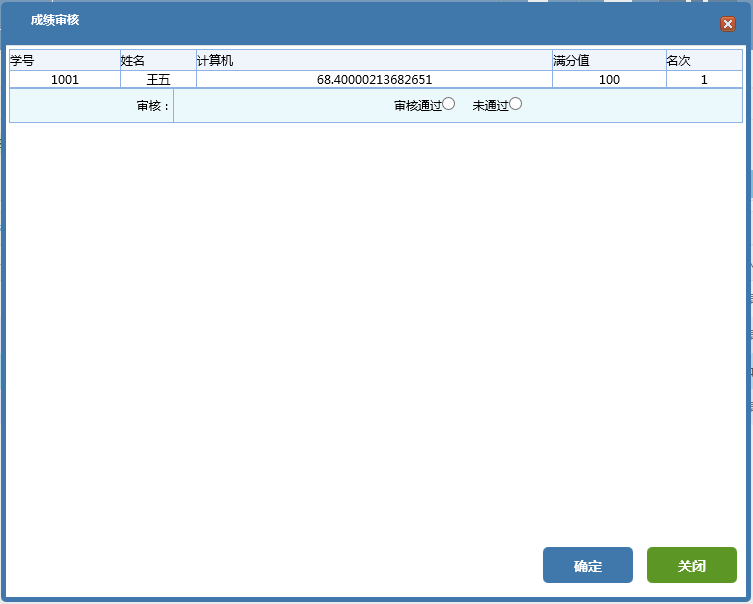 成绩审核
学号 姓名 计算机 满分值 名次
1001 王五 68.40000213682651 100 1
审核： 审核通过 未通过
确定 关闭